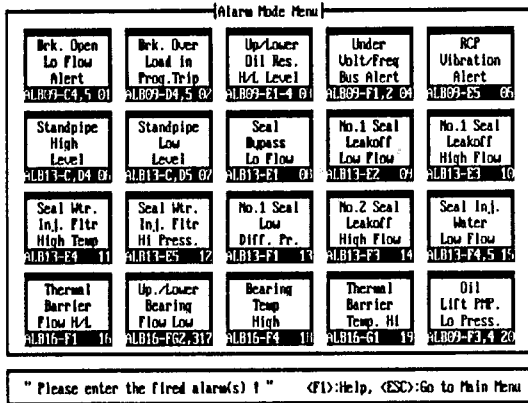 Alarm Mode Menu
Brk. Open Brk. Over Up/Lower Under RCP
Lo Flow Load in Oil Res. Volt/Freq Vibration
Alert Prog.Trip H/L Level Bus Alert Alert
ALB09-C4,5 01 ALB09-D4,5 02 ALB09-E1-4 03 ALB09-F1,2 04 ALB09-E5
Standpipe Standpipe Seal No.1 Seal No.1 Seal
High Low Bypass Leakoff Leakoff
Level Level Lo Flow Low Flow High Flow
ALB13-C,D4 06 ALB13-C,D5 07 ALB13-E1 08 ALB13-E2 09 ALB13-E3 10
Seal Wtr. Seal Wtr. No.1 Seal No.2 Seal Seal Inj.
Inj. Fltr Inj. Fltr Low Leakoff Water
High Temp Hi Press. Diff. Pr. High Flow Low Flow
ALB13-E4 11 ALB13-E5 12 ALB13-F1 13 ALB13-F3 14 ALB13-F4,5 15
Thermal Up./Lower Bearing Thermal Oil
Barrier Bearing Temp Barrier Lift PMP.
Flow H/L Flow Low High Temp. Hi Lo Press.
ALB16-F1 16 ALB16-FG2,317 ALB16-F4 18 ALB16-G1 19 ALB09-F3,4 20
" Please enter the fired alarm(s) ! " <F1>:Help, <ESC>:Go to Main Menu